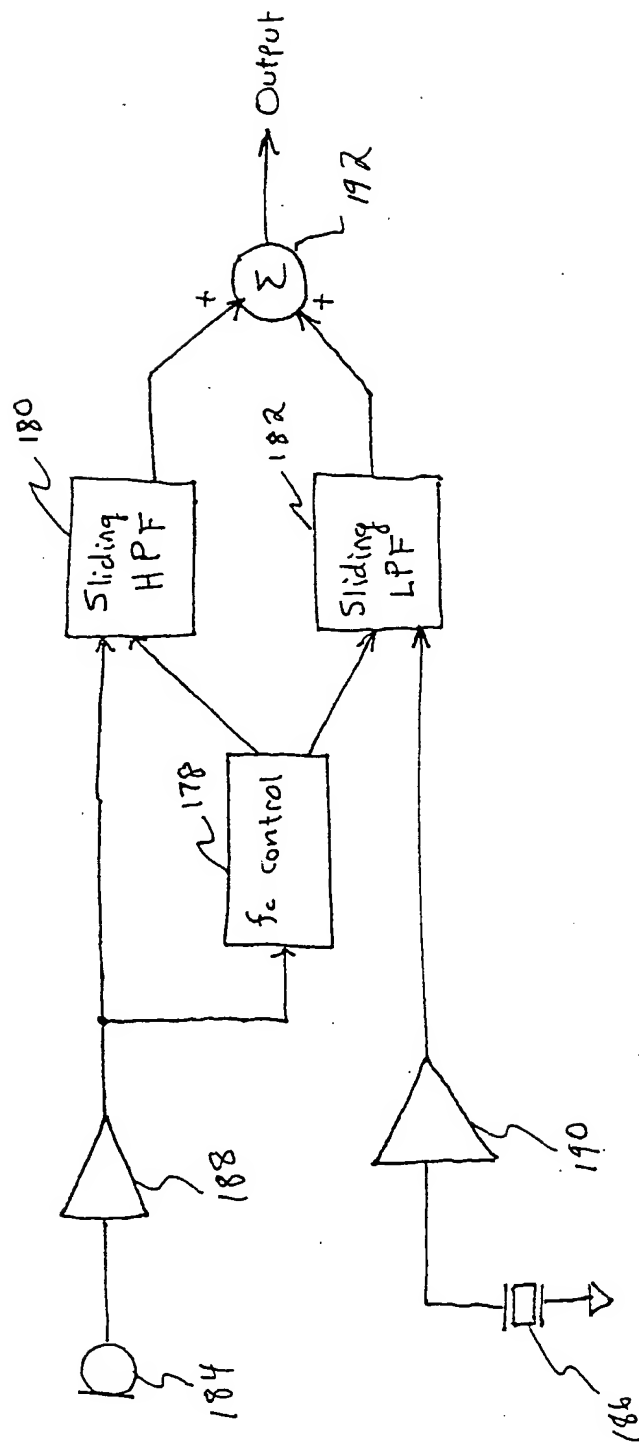 184
188
178
fc control
180
Sliding
HPF
182
Sliding
LPF
+
+
Σ
192
Output
186
190